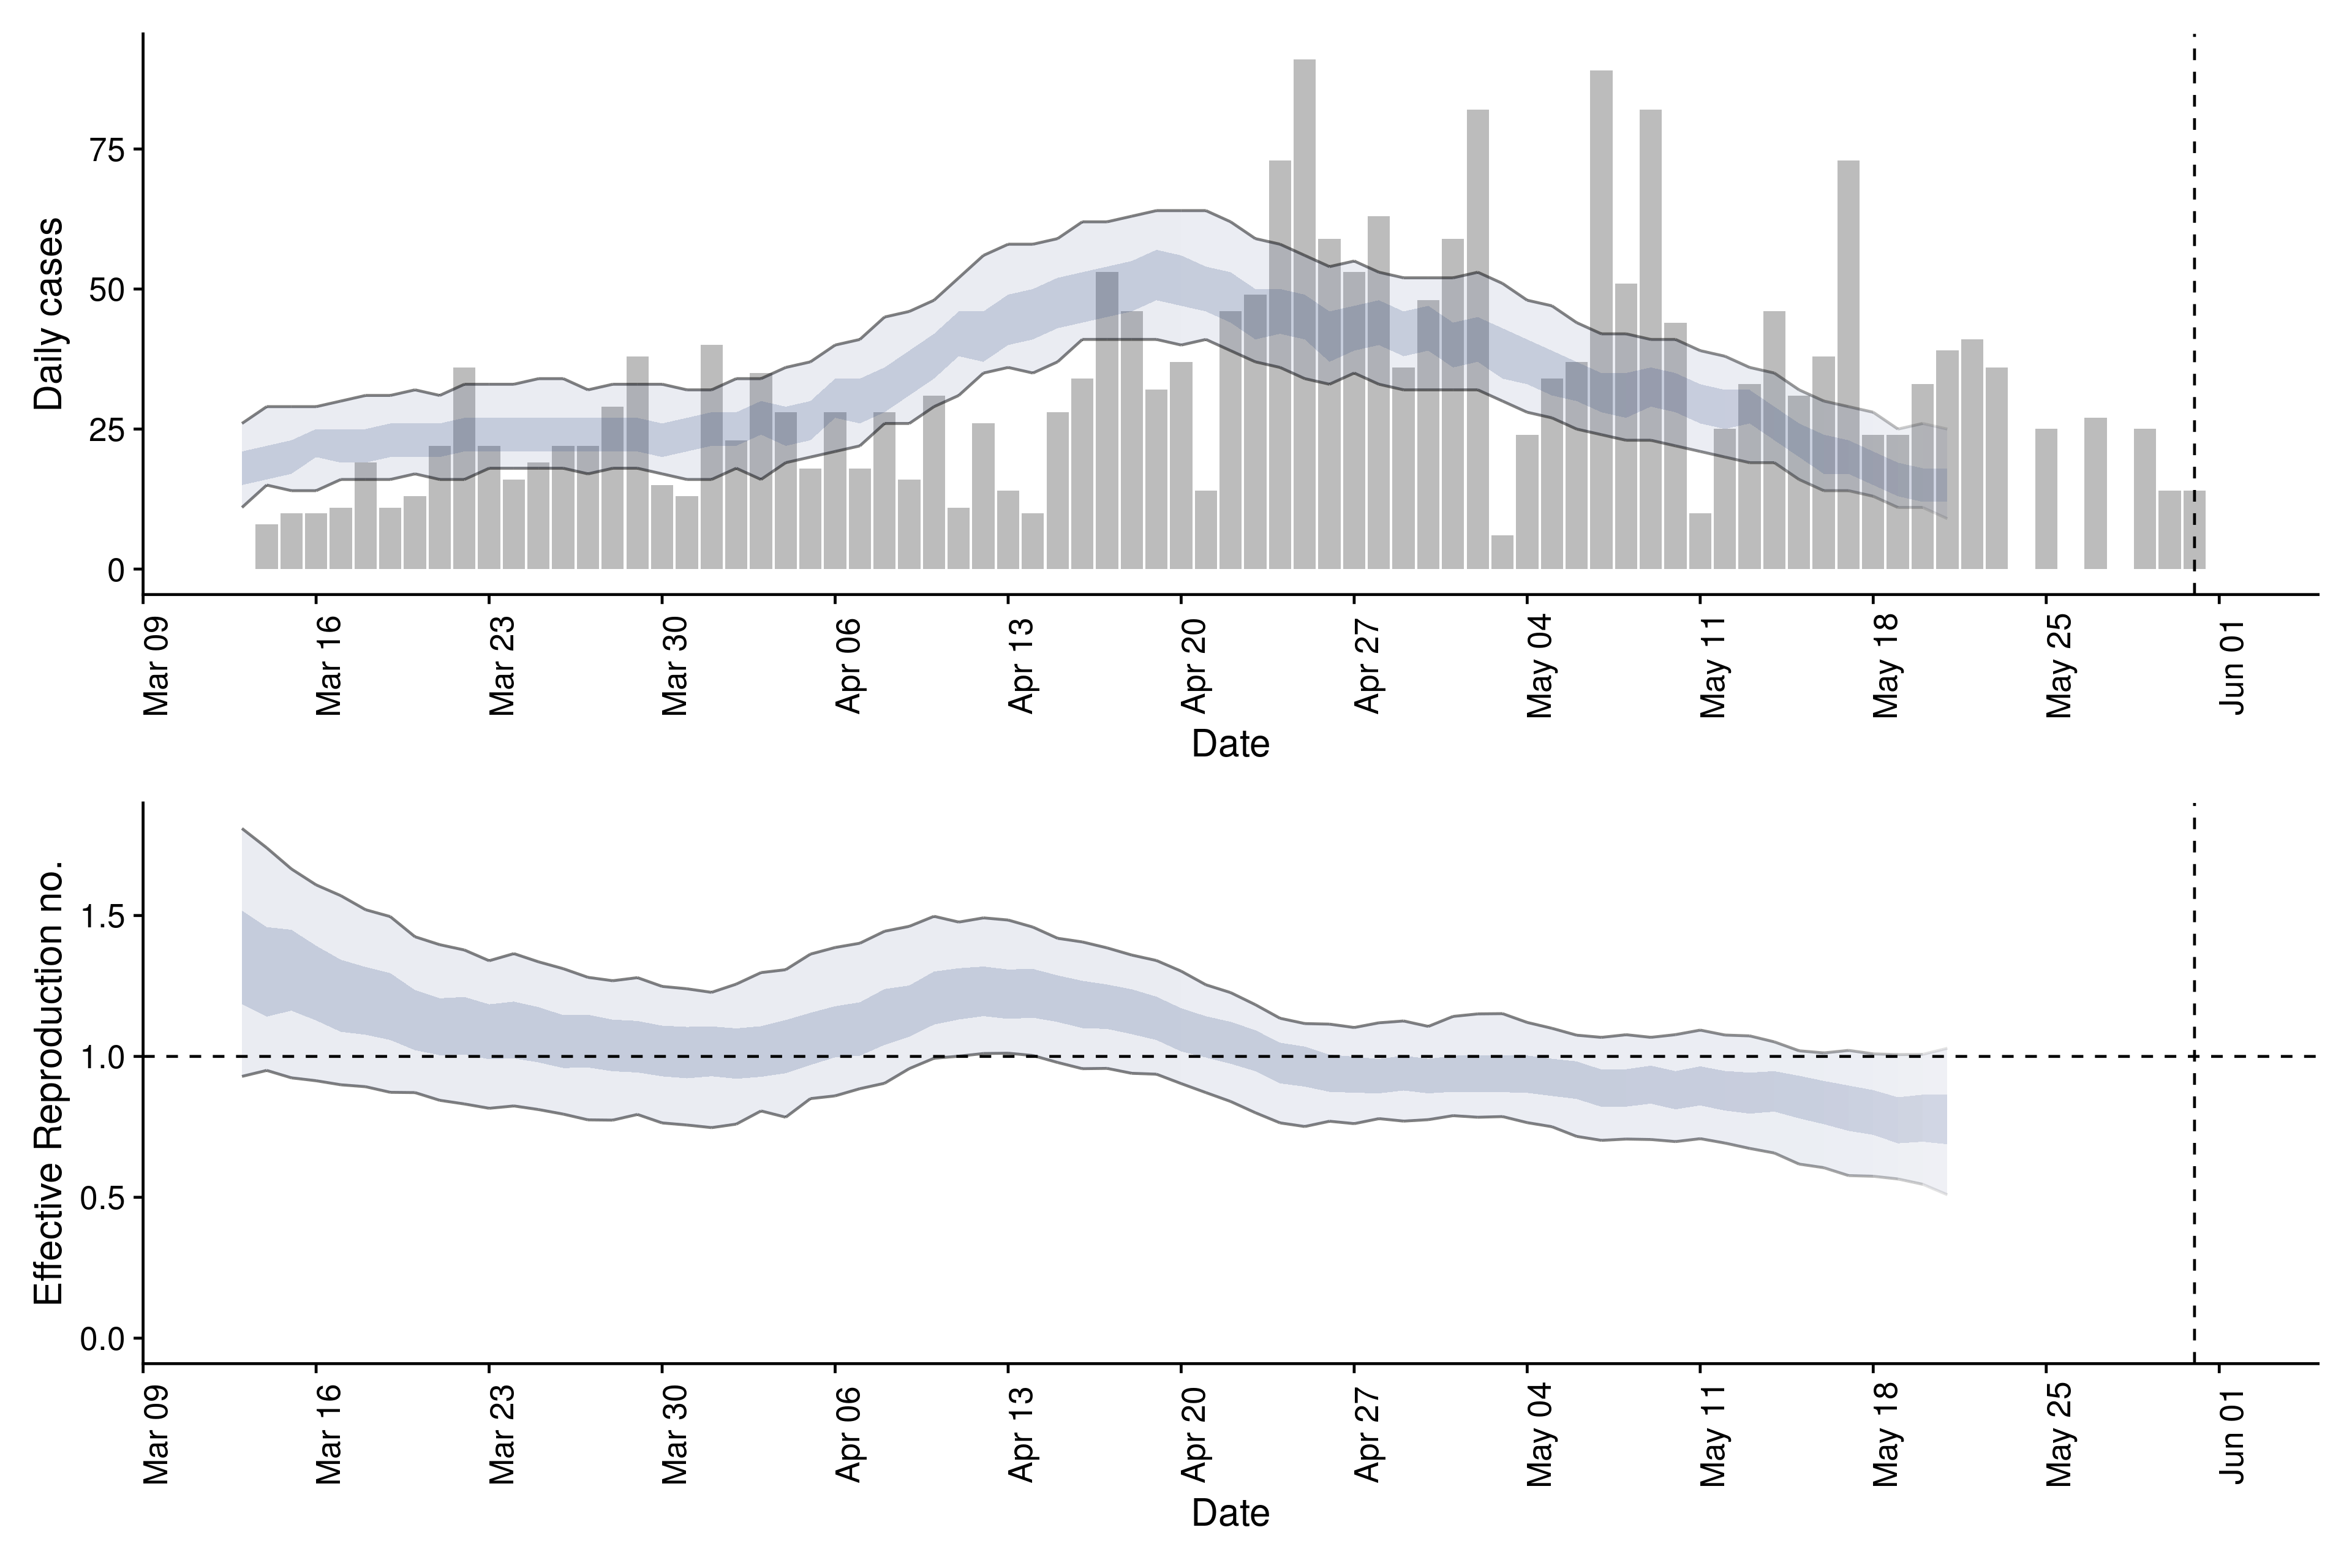 Daily cases
75
50
25
0
Mar 09
Mar 16
Mar 23
Mar 30
Apr 06
Apr 13
Apr 20
Apr 27
May 04
May 11
May 18
May 25
Jun 01
Date
Effective Reproduction no.
1.5
1.0
0.5
0.0
Mar 09
Mar 16
Mar 23
Mar 30
Apr 06
Apr 13
Apr 20
Apr 27
May 04
May 11
May 18
May 25
Jun 01
Date